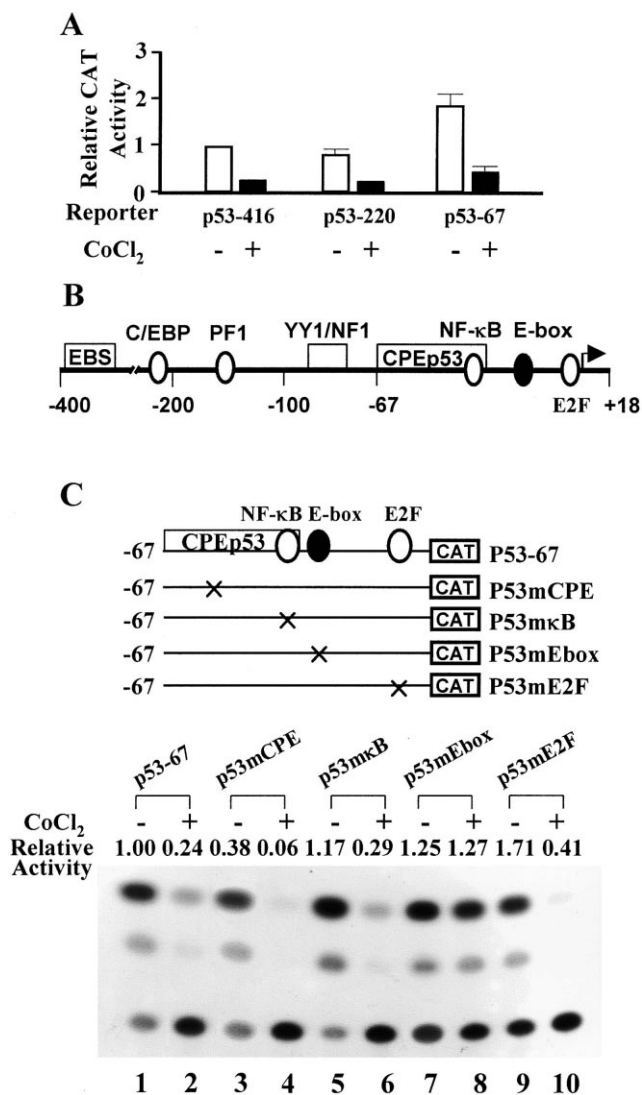 A
3
2
1
0
Relative CAT
Activity
Reporter p53-416 p53-220 p53-67
CoCl2 - + - + - +
B
C/EBP PF1 YY1/NF1 NF-κB E-box
EBS CPEp53 E2F
-400 -200 -100 -67 +18
C
NF-κB E-box E2F
-67 CPEp53 CAT P53-67
-67 CAT P53mCPE
-67 CAT P53mκB
-67 CAT P53mEbox
-67 CAT P53mE2F
p53-67 p53mCPE p53mκB p53mEbox p53mE2F
CoCl2 - + - + - + - + - +
Relative 1.00 0.24 0.38 0.06 1.17 0.29 1.25 1.27 1.71 0.41
Activity
1 2 3 4 5 6 7 8 9 10